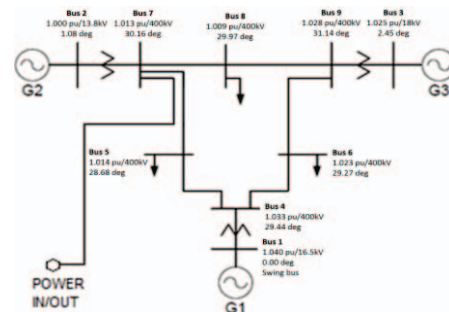 Bus 2
1.000 pu/13.8kV
1.08 deg
Bus 7
1.013 pu/400kV
30.16 deg
Bus 8
1.009 pu/400kV
29.97 deg
Bus 9
1.028 pu/400kV
31.14 deg
Bus 3
1.025 pu/18kV
2.45 deg
G2
G3
Bus 5
1.014 pu/400kV
28.68 deg
Bus 6
1.023 pu/400kV
29.27 deg
Bus 4
1.033 pu/400kV
29.44 deg
Bus 1
1.040 pu/16.5kV
0.00 deg
Swing bus
POWER
IN/OUT
G1